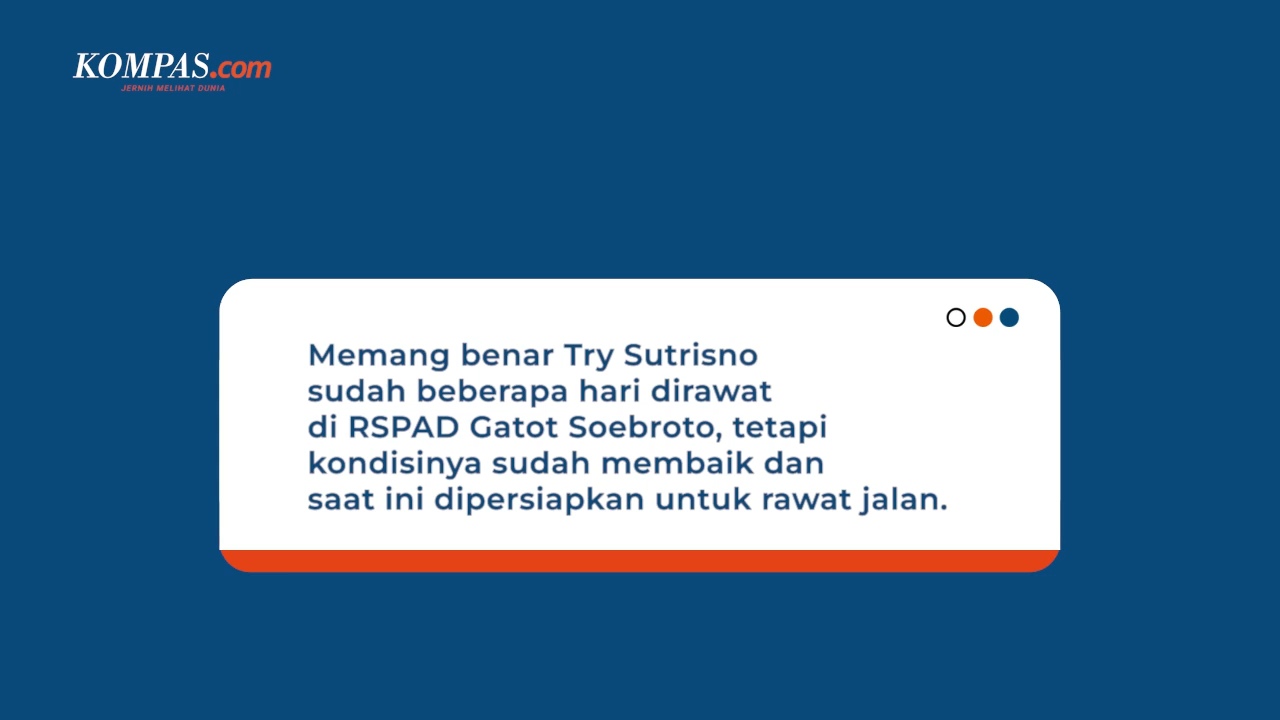 KOMPAS.com
JERNIH MELIHAT DUNIA
Memang benar Try Sutrisno
sudah beberapa hari dirawat
di RSPAD Gatot Soebroto, tetapi
kondisinya sudah membaik dan
saat ini dipersiapkan untuk rawat jalan.